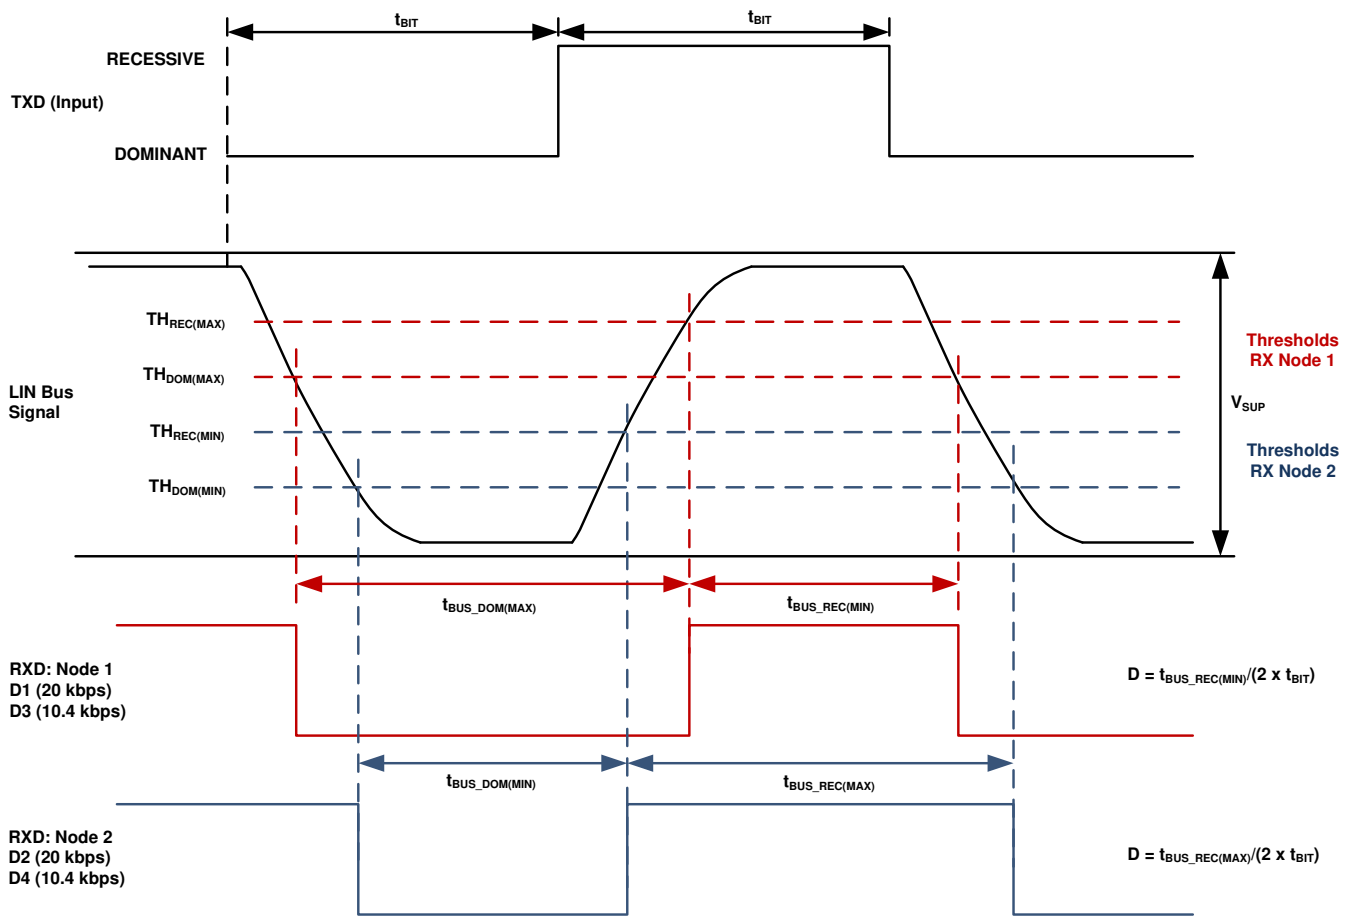 tBIT
tBIT
RECESSIVE
TXD (Input)
DOMINANT
THREC(MAX)
Thresholds
RX Node 1
THDOM(MAX)
LIN Bus
Signal
VSUP
THREC(MIN)
Thresholds
RX Node 2
THDOM(MIN)
tBUS_DOM(MAX)
tBUS_REC(MIN)
RXD: Node 1
D1 (20 kbps)
D3 (10.4 kbps)
D = tBUS_REC(MIN)/(2 x tBIT)
tBUS_DOM(MIN)
tBUS_REC(MAX)
RXD: Node 2
D2 (20 kbps)
D4 (10.4 kbps)
D = tBUS_REC(MAX)/(2 x tBIT)